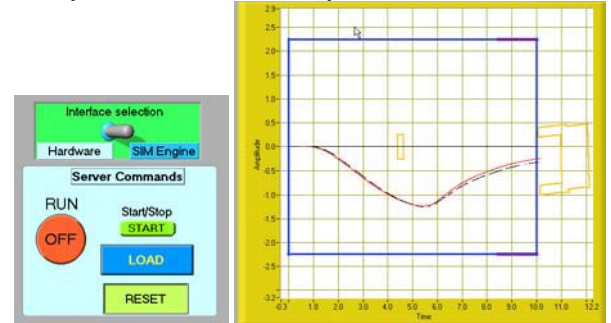 Interface selection
Hardware SIM Engine
Server Commands
RUN
Start/Stop
START
OFF
LOAD
RESET
2.9
2.5
2.0
1.5
1.0
0.5
Amplitude
0.0
-0.5
-1.0
-1.5
-2.0
-2.5
-3.2
-0.3 1.0 2.0 3.0 4.0 5.0 6.0 7.0 8.0 9.0 10.0 11.0 12.2
Time